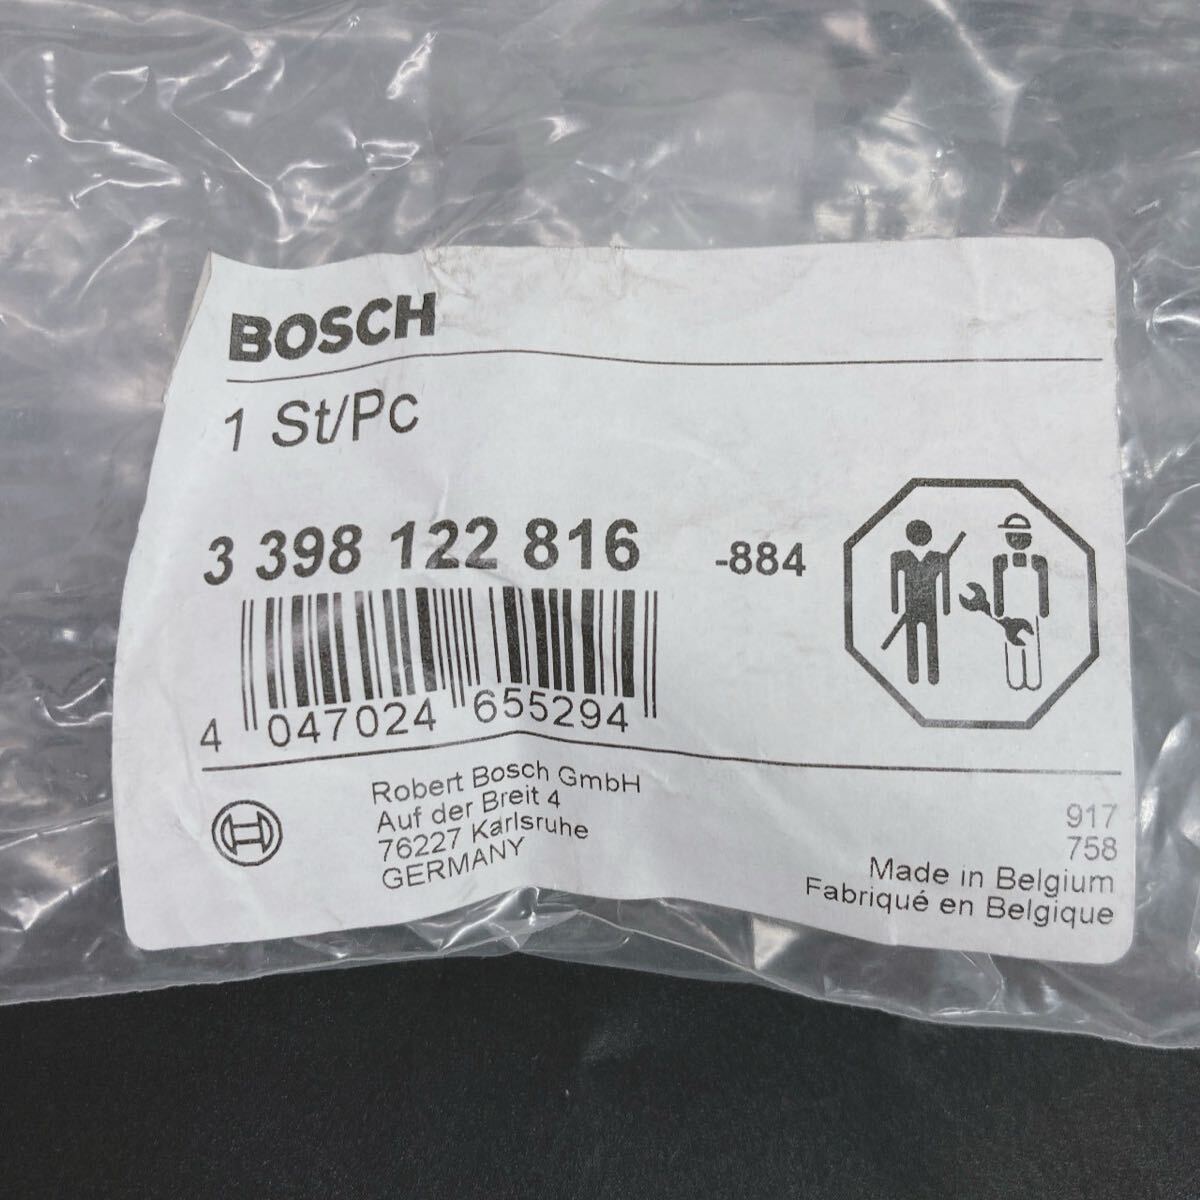 BOSCH
1 St/Pc
3 398 122 816 -884
4 047024 655294
Robert Bosch GmbH
Auf der Breit 4
76227 Karlsruhe
GERMANY
917
758
Made in Belgium
Fabriqué en Belgique